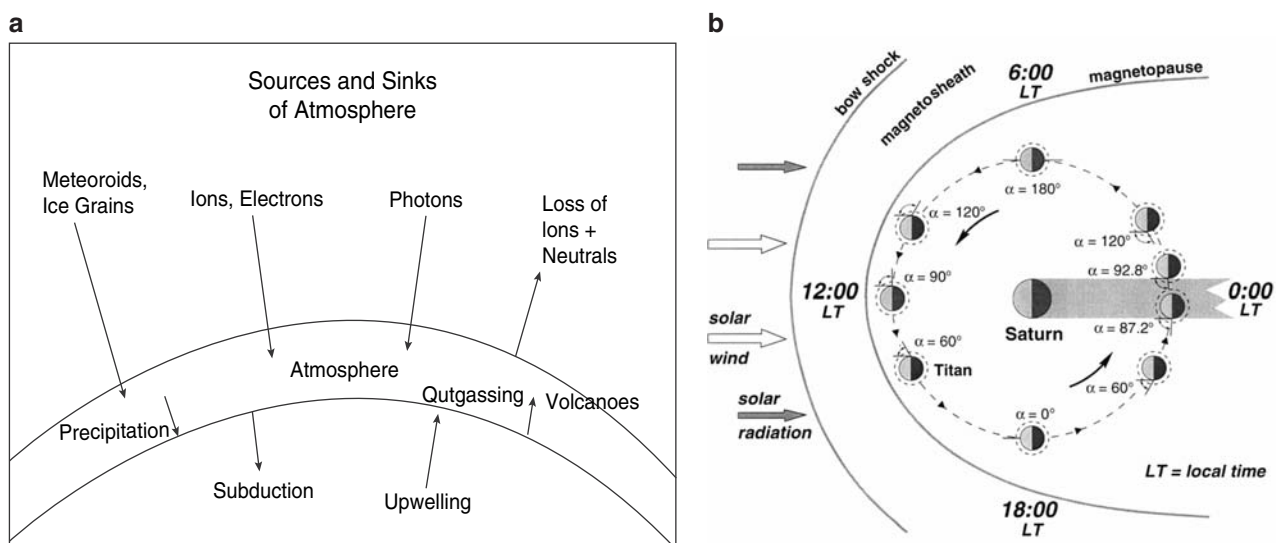 a
Sources and Sinks
of Atmosphere
Meteoroids,
Ice Grains
Ions, Electrons
Photons
Loss of
Ions +
Neutrals
Atmosphere
Qutgassing
Volcanoes
Precipitation
Subduction
Upwelling
b
bow shock
magnetosheath
6:00
LT
magnetopause
α = 180°
α = 120°
α = 120°
α = 90°
α = 92.8°
12:00
LT
0:00
LT
solar
wind
Saturn
α = 87.2°
α = 60°
Titan
α = 60°
solar
radiation
α = 0°
LT = local time
18:00
LT